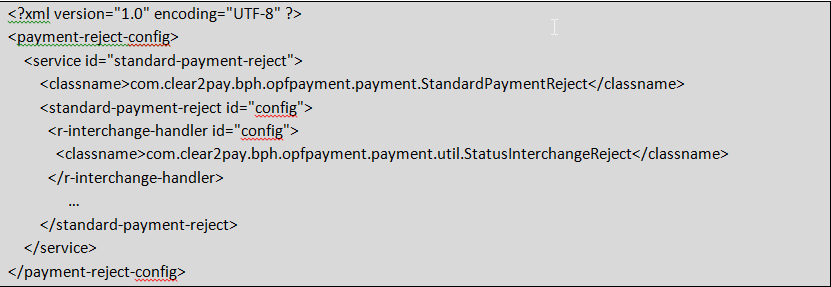 <?xml version="1.0" encoding="UTF-8" ?>
<payment-reject-config>
<service id="standard-payment-reject">
<classname>com.clear2pay.bph.opfpayment.payment.StandardPaymentReject</classname>
<standard-payment-reject id="config">
<r-interchange-handler id="config">
<classname>com.clear2pay.bph.opfpayment.payment.util.StatusInterchangeReject</classname>
</r-interchange-handler>
...
</standard-payment-reject>
</service>
</payment-reject-config>